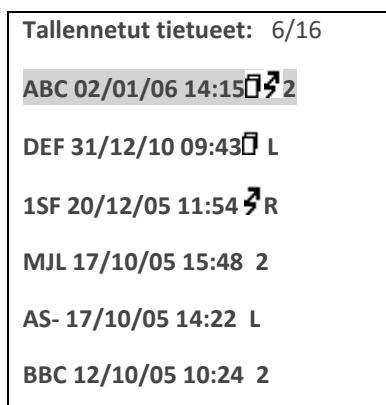 Tallennetut tietueet: 6/16
ABC 02/01/06 14:15 2
DEF 31/12/10 09:43 L
1SF 20/12/05 11:54 R
MJL 17/10/05 15:48 2
AS- 17/10/05 14:22 L
BBC 12/10/05 10:24 2